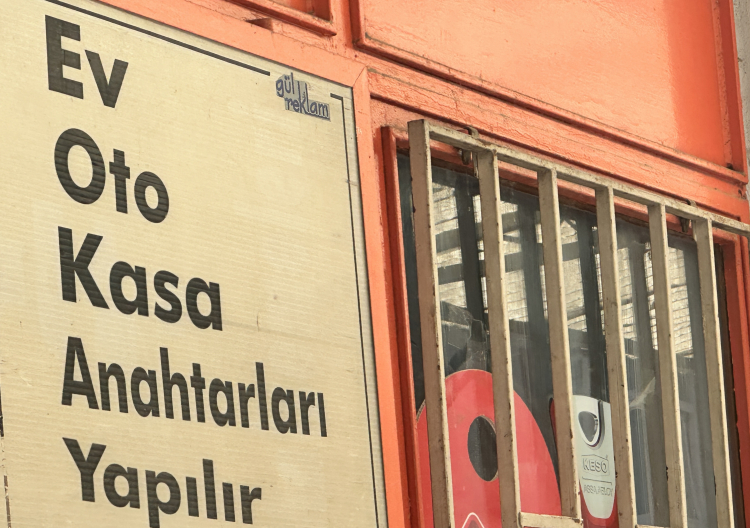 Ev
Oto
Kasa
Anahtarları
Yapılır
gül
reklam
KESO